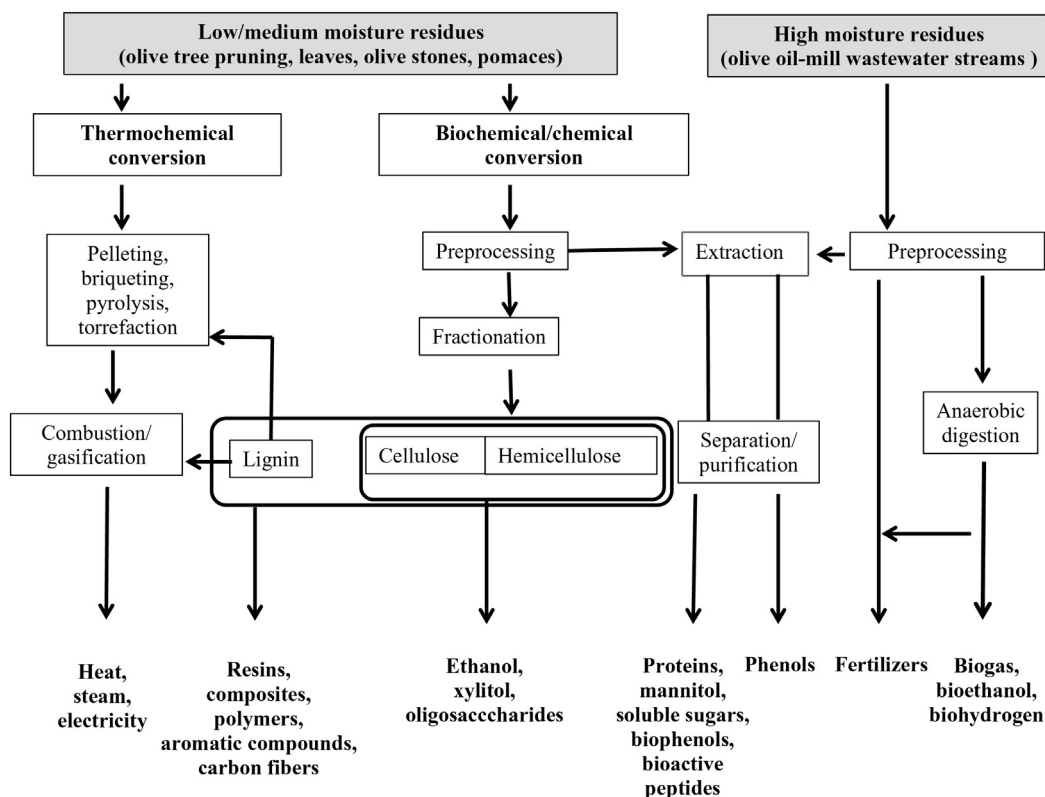 Low/medium moisture residues
(olive tree pruning, leaves, olive stones, pomaces)
High moisture residues
(olive oil-mill wastewater streams )
Thermochemical
conversion
Biochemical/chemical
conversion
Pelleting,
briqueting,
pyrolysis,
torrefaction
Preprocessing
Extraction
Preprocessing
Fractionation
Combustion/
gasification
Lignin
Cellulose
Hemicellulose
Separation/
purification
Anaerobic
digestion
Heat,
steam,
electricity
Resins,
composites,
polymers,
aromatic compounds,
carbon fibers
Ethanol,
xylitol,
oligosacccharides
Proteins,
mannitol,
soluble sugars,
biophenols,
bioactive
peptides
Phenols
Fertilizers
Biogas,
bioethanol,
biohydrogen